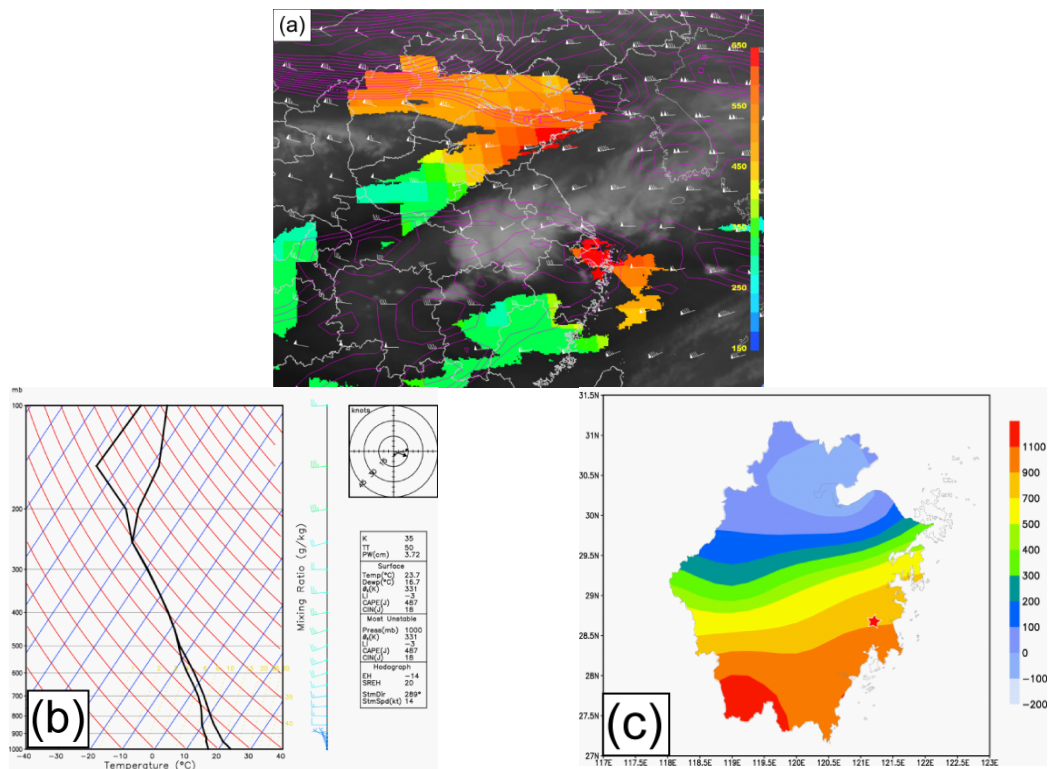 (a)
650
550
450
250
150
mb
100
200
300
400
500
600
700
800
900
1000
-40
-30
-20
-10
0
10
20
30
40
Temperature (°C)
(b)
Mixing Ratio (g/kg)
knots
K 35
TT 50
PW(cm) 3.72
Surface
Temp(°C) 23.7
Dewp(°C) 16.7
θE(K) 331
LI -3
CAPE(J) 487
CIN(J) 18
Most Unstable
Press(mb) 1000
θE(K) 331
LI -3
CAPE(J) 487
CIN(J) 18
Hodograph
EH -14
SREH 20
StmDir 289°
StmSpd(kt) 14
31.5N
31N
30.5N
30N
29.5N
29N
28.5N
28N
27.5N
27N
117E
117.5E
118E
118.5E
119E
119.5E
120E
120.5E
121E
121.5E
122E
122.5E
123E
(c)
1100
900
700
600
500
400
300
200
100
0
-100
-200